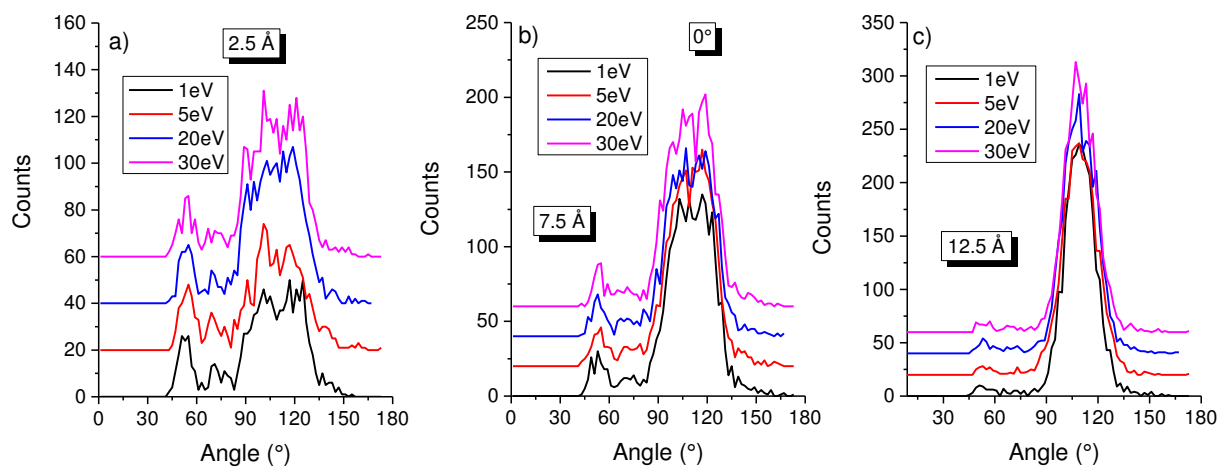 a)
2.5 Å
1eV
5eV
20eV
30eV
160
140
120
100
80
60
40
20
0
Counts
0 30 60 90 120 150 180
Angle (°)
b)
0°
1eV
5eV
20eV
30eV
7.5 Å
250
200
150
100
50
0
Counts
0 30 60 90 120 150 180
Angle (°)
c)
1eV
5eV
20eV
30eV
12.5 Å
350
300
250
200
150
100
50
0
Counts
30 60 90 120 150 180
Angle (°)